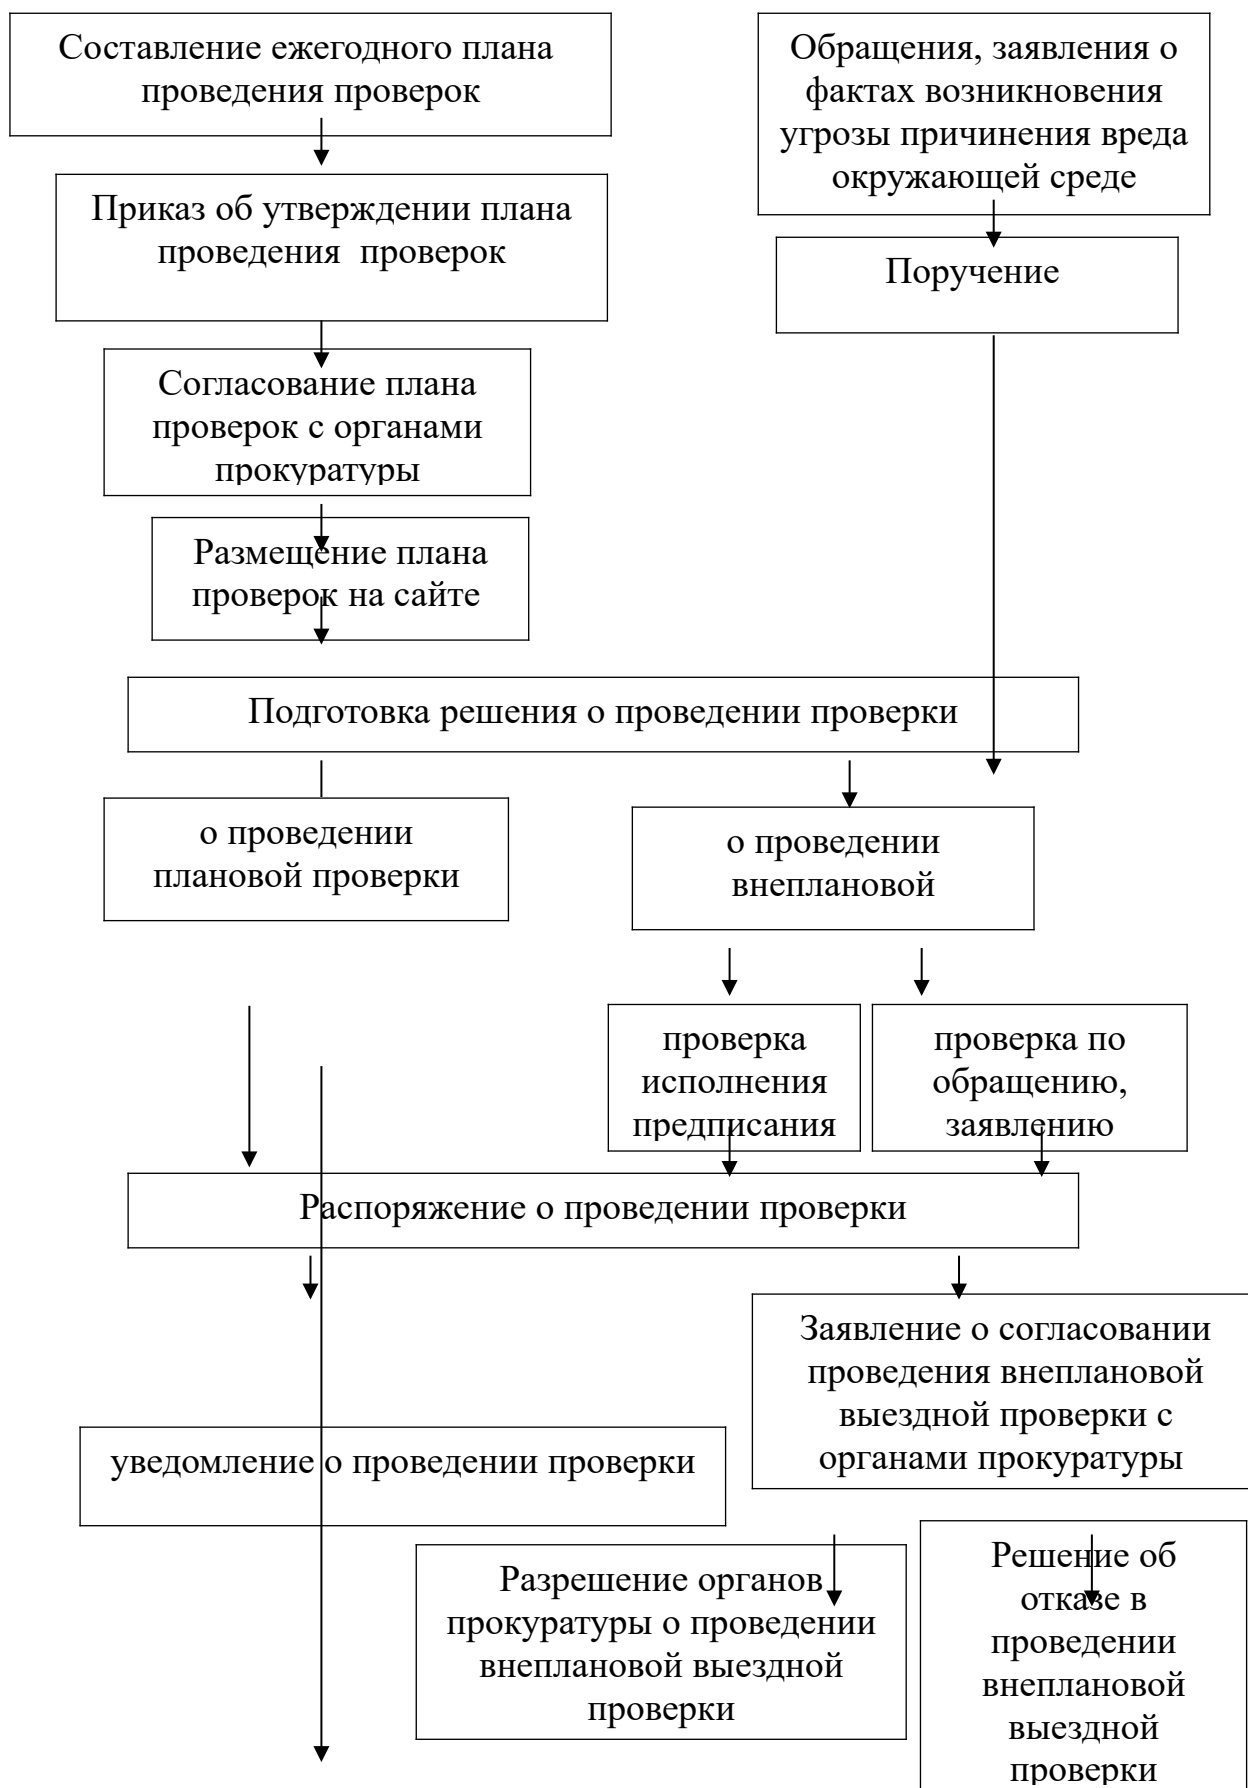 Составление ежегодного плана
проведения проверок
Обращения, заявления о
фактах возникновения
угрозы причинения вреда
окружающей среде
Приказ об утверждении плана
проведения проверок
Поручение
Согласование плана
проверок с органами
прокуратуры
Размещение плана
проверок на сайте
Подготовка решения о проведении проверки
о проведении
плановой проверки
о проведении
внеплановой
проверка
исполнения
предписания
проверка по
обращению,
заявлению
Распоряжение о проведении проверки
Заявление о согласовании
проведения внеплановой
выездной проверки с
органами прокуратуры
уведомление о проведении проверки
Разрешение органов
прокуратуры о проведении
внеплановой выездной
проверки
Решение об
отказе в
проведении
внеплановой
выездной
проверки